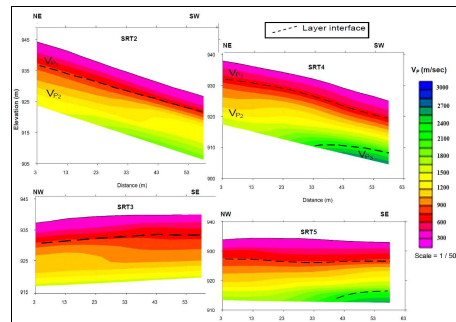 NE SW
SRT2
945
935
925
915
905
VP1
VP2
Elevation (m)
3 13 23 33 43 53
Distance (m)
Layer interface
NE SW
SRT4
940
930
920
910
900
VP1
VP2
VP3
3 13 23 33 43 53 63
Distance (m)
VP (m/sec)
3000
2700
2400
2100
1800
1500
1200
900
600
300
Scale = 1 / 50
NW SE
SRT3
945
935
925
915
3 13 23 33 43 53
NW SE
SRT5
940
930
920
910
3 13 23 33 43 53 63